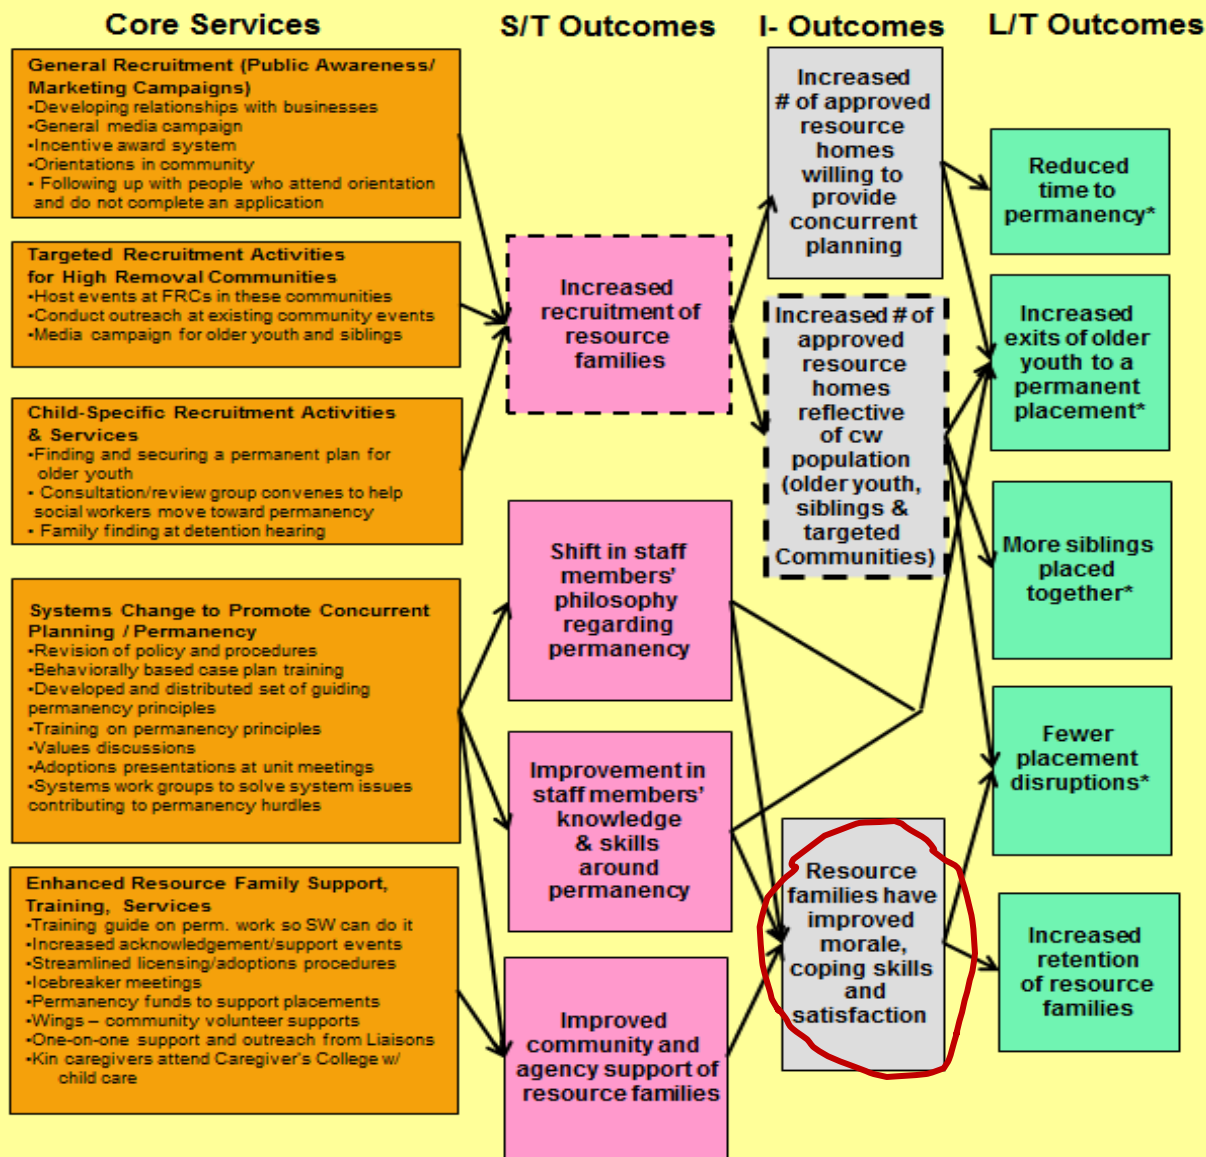 Core Services
S/T Outcomes
I- Outcomes
L/T Outcomes
General Recruitment (Public Awareness/
Marketing Campaigns)
•Developing relationships with businesses
•General media campaign
•Incentive award system
•Orientations in community
• Following up with people who attend orientation
and do not complete an application
Targeted Recruitment Activities
for High Removal Communities
•Host events at FRCs in these communities
•Conduct outreach at existing community events
•Media campaign for older youth and siblings
Child-Specific Recruitment Activities
& Services
•Finding and securing a permanent plan for
older youth
• Consultation/review group convenes to help
social workers move toward permanency
• Family finding at detention hearing
Systems Change to Promote Concurrent
Planning / Permanency
•Revision of policy and procedures
•Behaviorally based case plan training
•Developed and distributed set of guiding
permanency principles
•Training on permanency principles
•Values discussions
•Adoptions presentations at unit meetings
•Systems work groups to solve system issues
contributing to permanency hurdles
Enhanced Resource Family Support,
Training, Services
•Training guide on perm. work so SW can do it
•Increased acknowledgement/support events
•Streamlined licensing/adoptions procedures
•Icebreaker meetings
•Permanency funds to support placements
•Wings – community volunteer supports
•One-on-one support and outreach from Liaisons
•Kin caregivers attend Caregiver's College w/
child care
Increased
recruitment of
resource
families
Shift in staff
members'
philosophy
regarding
permanency
Improvement in
staff members'
knowledge
& skills
around
permanency
Improved
community and
agency support of
resource families
Increased
# of approved
resource
homes
willing to
provide
concurrent
planning
Increased # of
approved
resource
homes
reflective
of cw
population
(older youth,
siblings &
targeted
Communities)
Resource
families have
improved
morale,
coping skills
and
satisfaction
Reduced
time to
permanency*
Increased
exits of older
youth to a
permanent
placement*
More siblings
placed
together*
Fewer
placement
disruptions*
Increased
retention
of resource
families